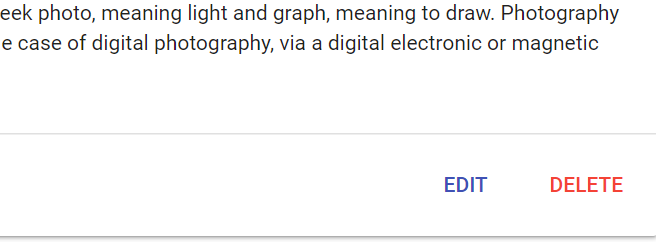 eek photo, meaning light and graph, meaning to draw. Photography
e case of digital photography, via a digital electronic or magnetic
EDIT DELETE